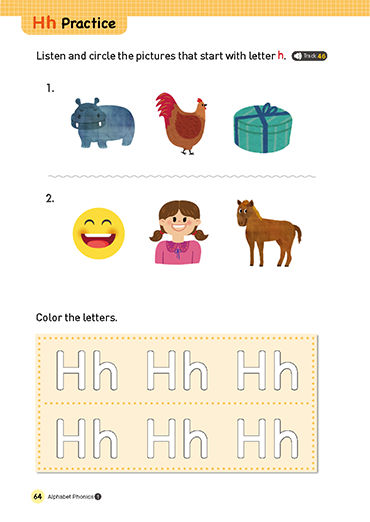 Hh Practice
Listen and circle the pictures that start with letter h. Track 46
1.
2.
Color the letters.
Hh Hh Hh
Hh Hh Hh
64 Alphabet Phonics 1